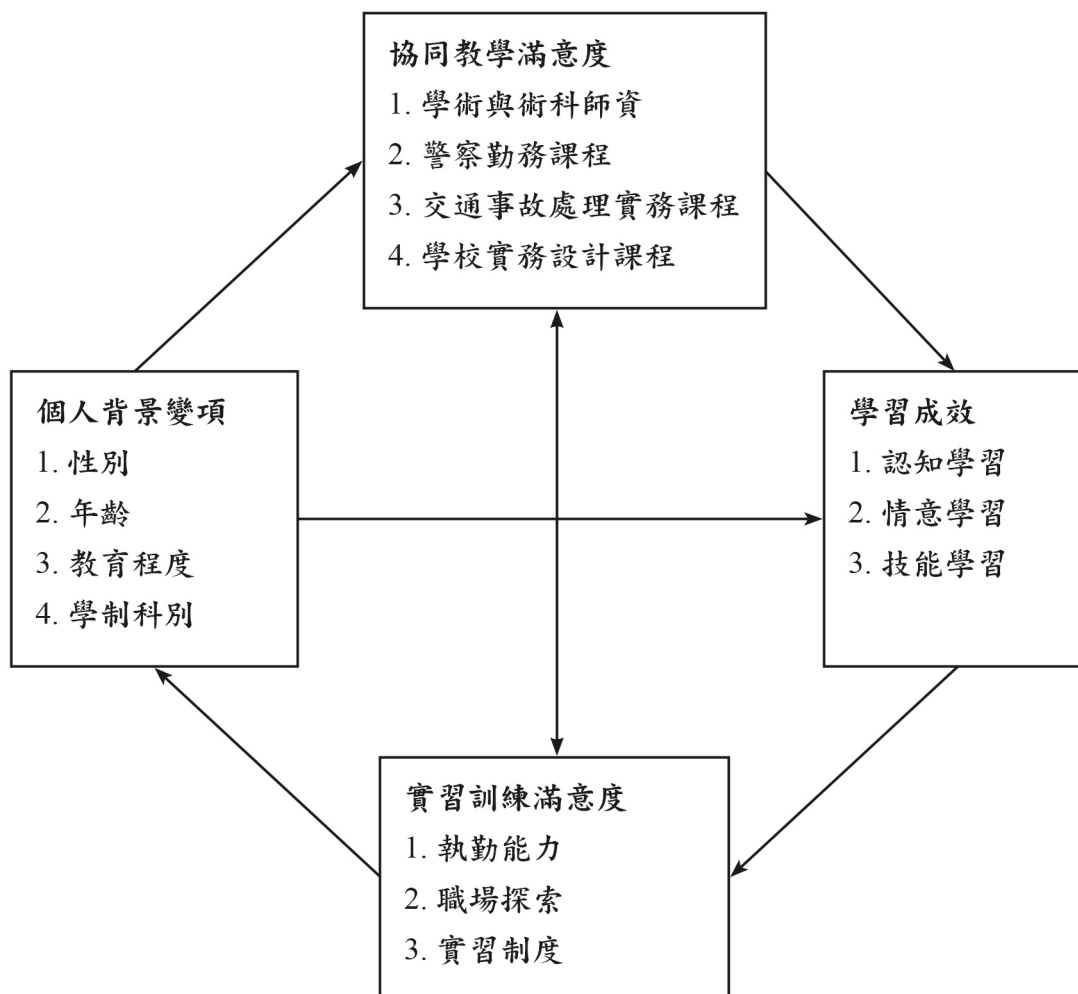 協同教學滿意度
1. 學術與術科師資
2. 警察勤務課程
3. 交通事故處理實務課程
4. 學校實務設計課程
個人背景變項
1. 性別
2. 年齡
3. 教育程度
4. 學制科別
學習成效
1. 認知學習
2. 情意學習
3. 技能學習
實習訓練滿意度
1. 執勤能力
2. 職場探索
3. 實習制度